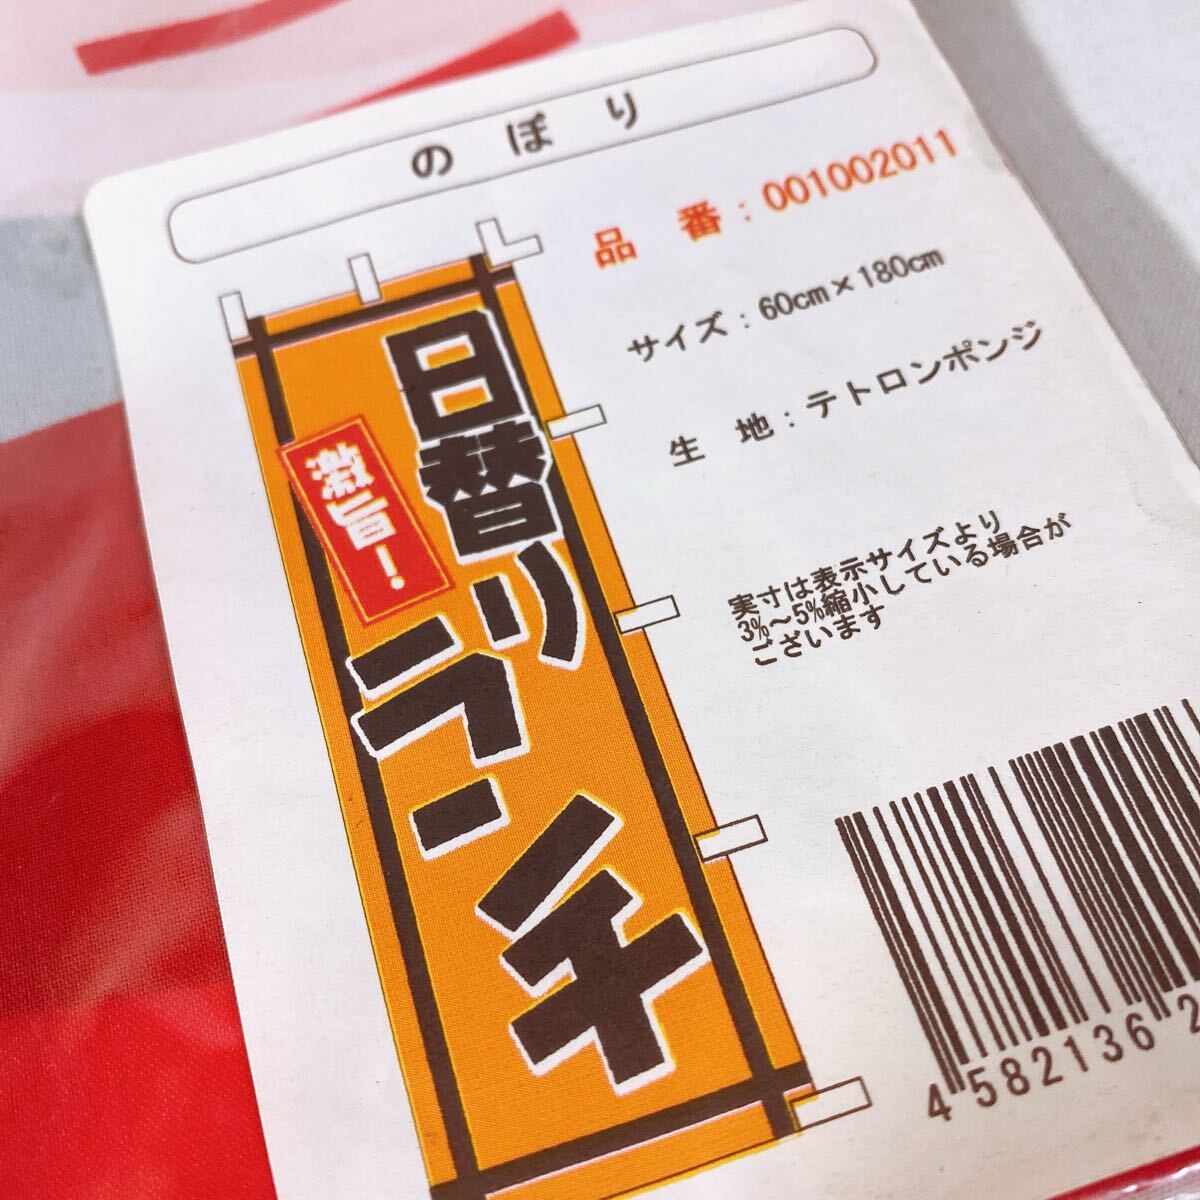 のぼり
品番：001002011
サイズ：60cm×180cm
生地：テトロンポンジ
実寸は表示サイズより
3%～5%縮小している場合が
ございます
日替り
ランチ
激旨！
4582136 2